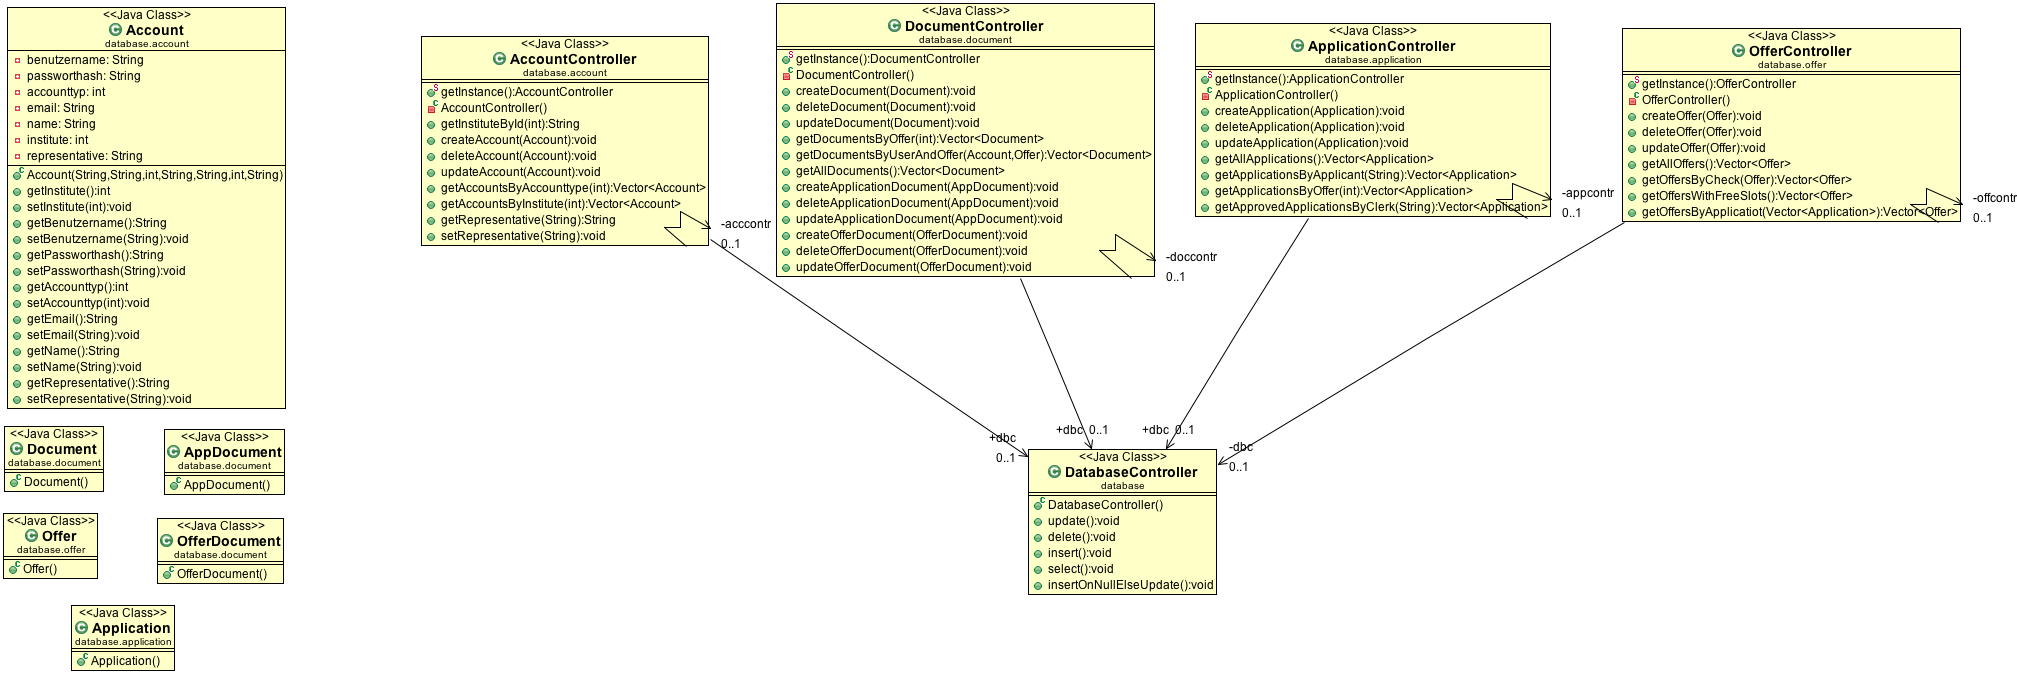 <<Java Class>>
Account
database.account
benutzername: String
passworthash: String
accounttyp: int
email: String
name: String
institute: int
representative: String
Account(String,String,int,String,String,int,String)
getInstitute():int
setInstitute(int):void
getBenutzername():String
setBenutzername(String):void
getPassworthash():String
setPassworthash(String):void
getAccounttyp():int
setAccounttyp(int):void
getEmail():String
setEmail(String):void
getName():String
setName(String):void
getRepresentative():String
setRepresentative(String):void
<<Java Class>>
AccountController
database.account
getInstance():AccountController
AccountController()
getInstituteById(int):String
createAccount(Account):void
deleteAccount(Account):void
updateAccount(Account):void
getAccountsByAccounttype(int):Vector<Account>
getAccountsByInstitute(int):Vector<Account>
getRepresentative(String):String
setRepresentative(String):void
-acccontr
0..1
<<Java Class>>
DocumentController
database.document
getInstance():DocumentController
DocumentController()
createDocument(Document):void
deleteDocument(Document):void
updateDocument(Document):void
getDocumentsByOffer(int):Vector<Document>
getDocumentsByUserAndOffer(Account,Offer):Vector<Document>
getAllDocuments():Vector<Document>
createApplicationDocument(AppDocument):void
deleteApplicationDocument(AppDocument):void
updateApplicationDocument(AppDocument):void
createOfferDocument(OfferDocument):void
deleteOfferDocument(OfferDocument):void
updateOfferDocument(OfferDocument):void
-doccontr
0..1
<<Java Class>>
ApplicationController
database.application
getInstance():ApplicationController
ApplicationController()
createApplication(Application):void
deleteApplication(Application):void
updateApplication(Application):void
getAllApplications():Vector<Application>
getApplicationsByApplicant(String):Vector<Application>
getApplicationsByOffer(int):Vector<Application>
getApprovedApplicationsByClerk(String):Vector<Application>
-appcontr
0..1
<<Java Class>>
OfferController
database.offer
getInstance():OfferController
OfferController()
createOffer(Offer):void
deleteOffer(Offer):void
updateOffer(Offer):void
getAllOffers():Vector<Offer>
getOffersByCheck(Offer):Vector<Offer>
getOffersWithFreeSlots():Vector<Offer>
getOffersByApplicatiot(Vector<Application>):Vector<Offer>
-offcontr
0..1
+dbc
0..1
+dbc 0..1
+dbc 0..1
-dbc
0..1
<<Java Class>>
DatabaseController
database
DatabaseController()
update():void
delete():void
insert():void
select():void
insertOnNullElseUpdate():void
<<Java Class>>
Document
database.document
Document()
<<Java Class>>
AppDocument
database.document
AppDocument()
<<Java Class>>
Offer
database.offer
Offer()
<<Java Class>>
OfferDocument
database.document
OfferDocument()
<<Java Class>>
Application
database.application
Application()